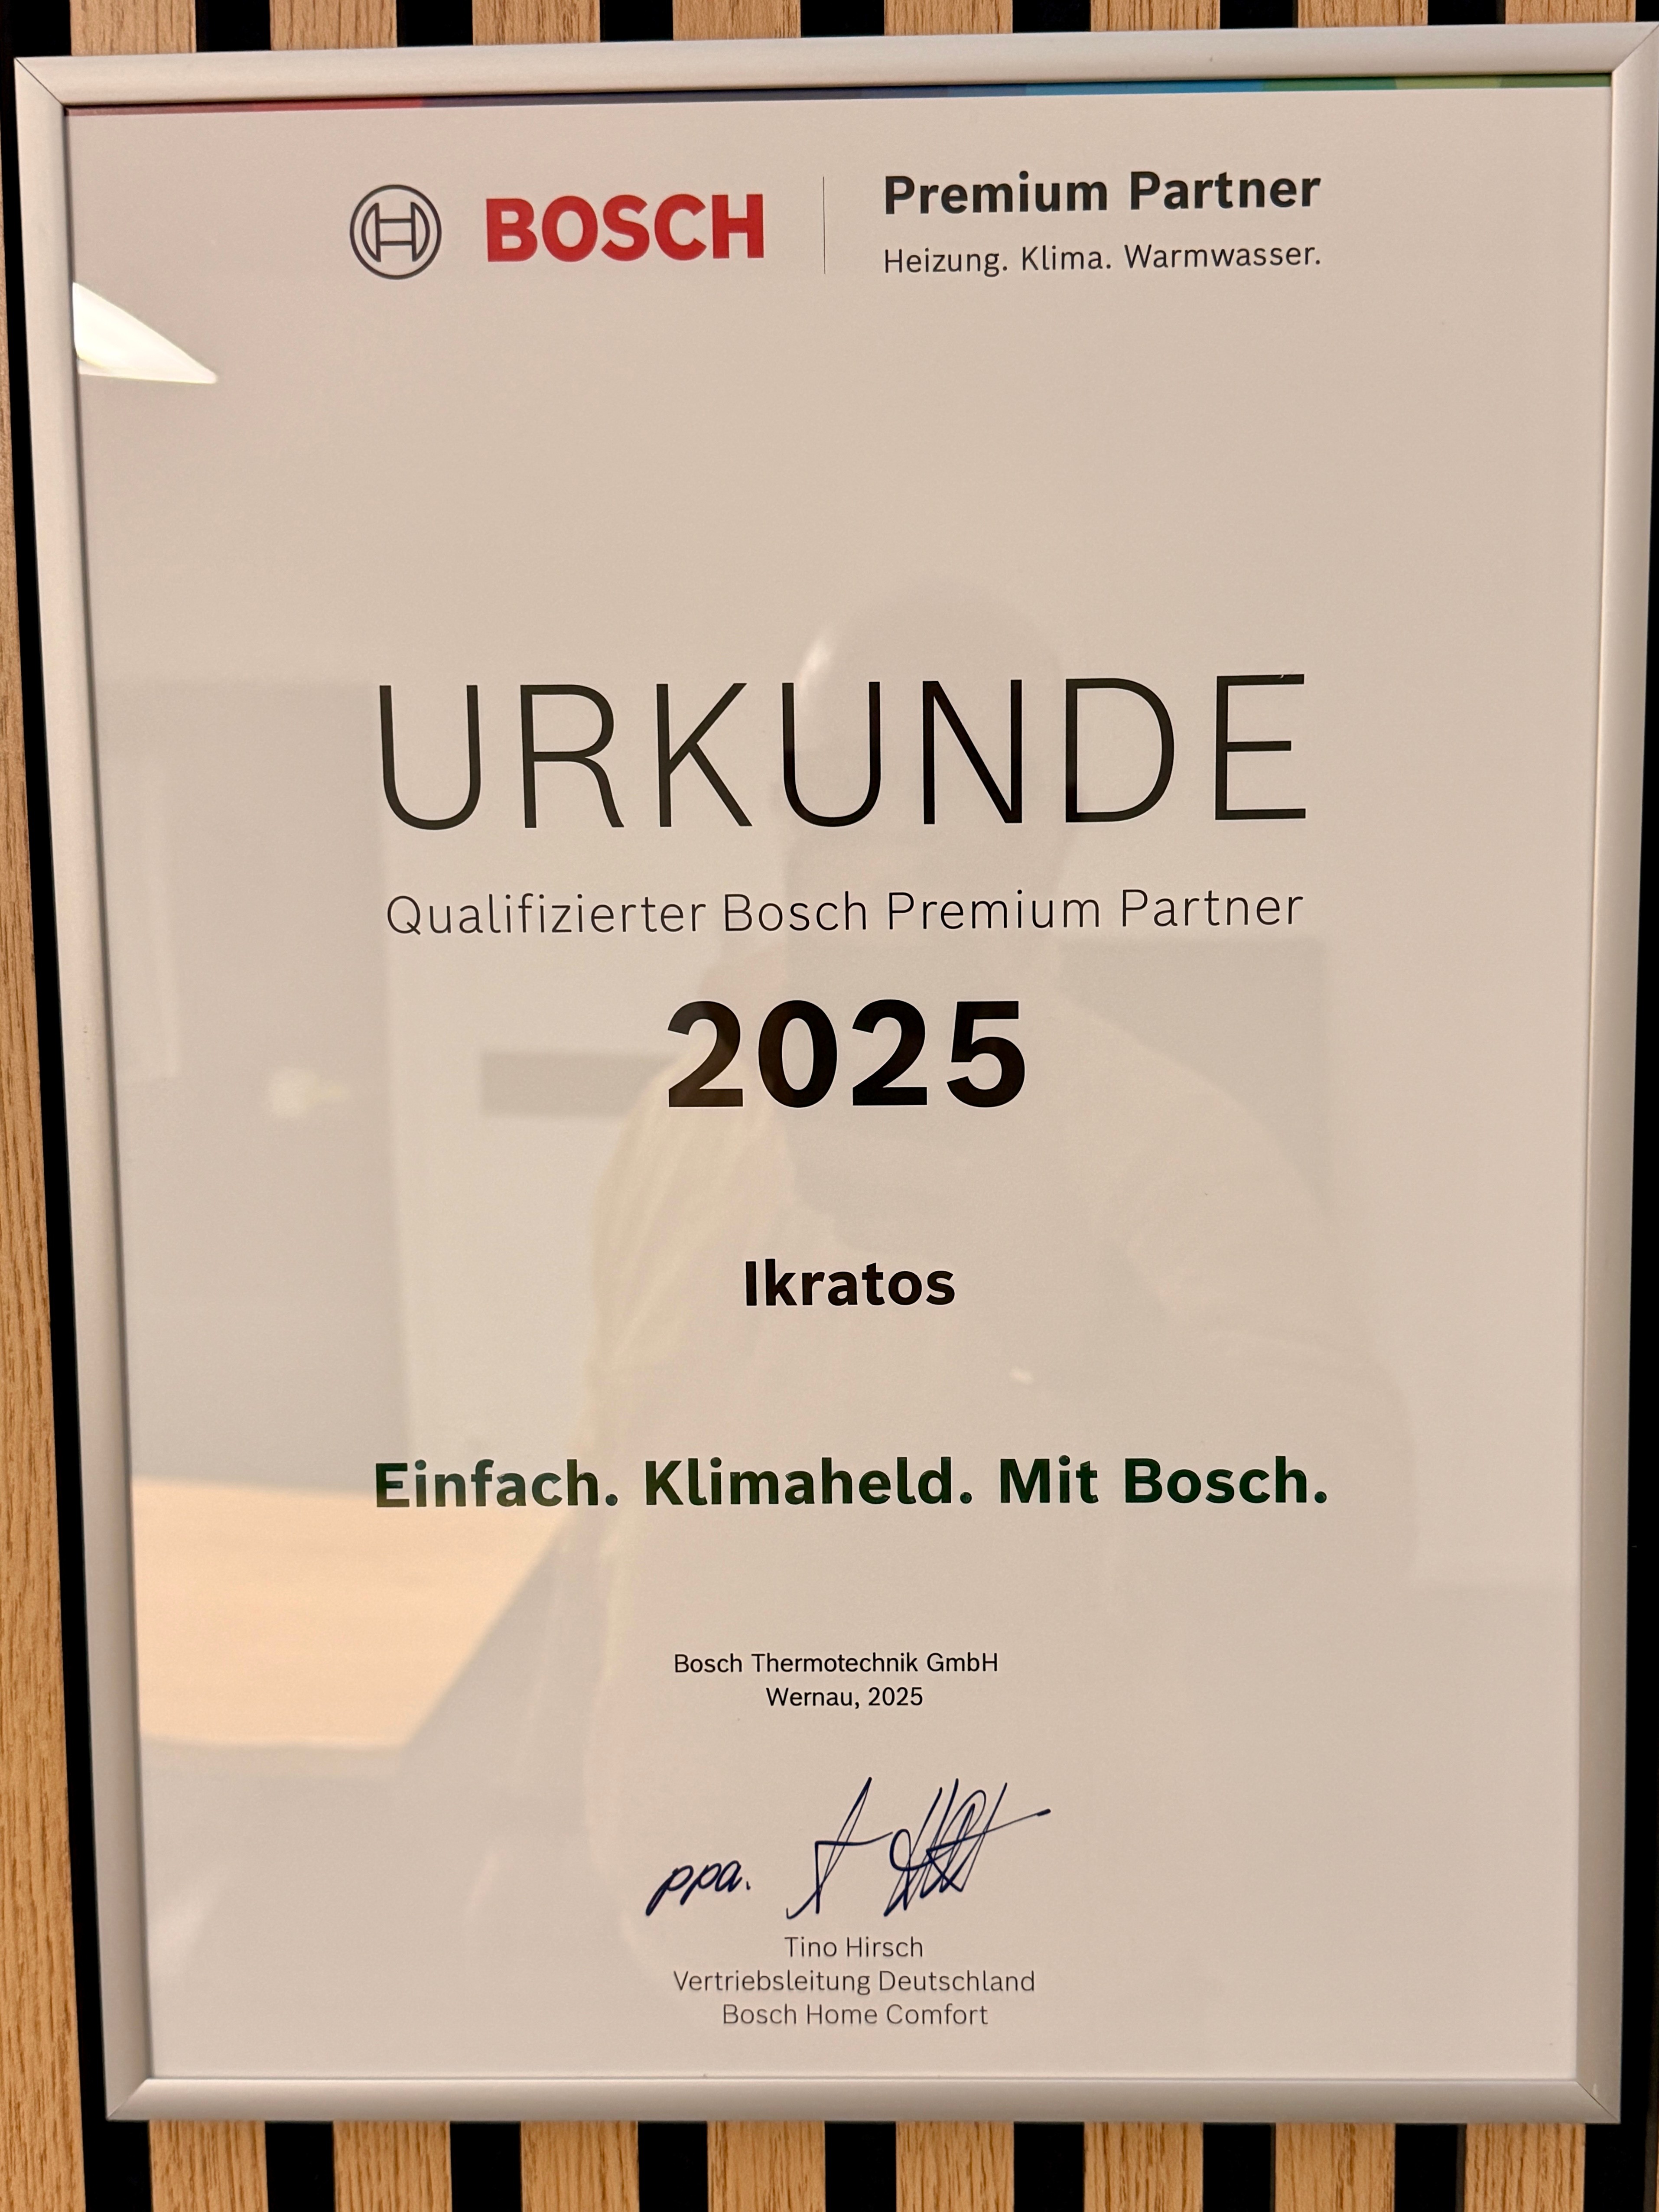 BOSCH
Premium Partner
Heizung. Klima. Warmwasser.
URKUNDE
Qualifizierter Bosch Premium Partner
2025
Ikratos
Einfach. Klimaheld. Mit Bosch.
Bosch Thermotechnik GmbH
Wernau, 2025
ppa.
Tino Hirsch
Vertriebsleitung Deutschland
Bosch Home Comfort